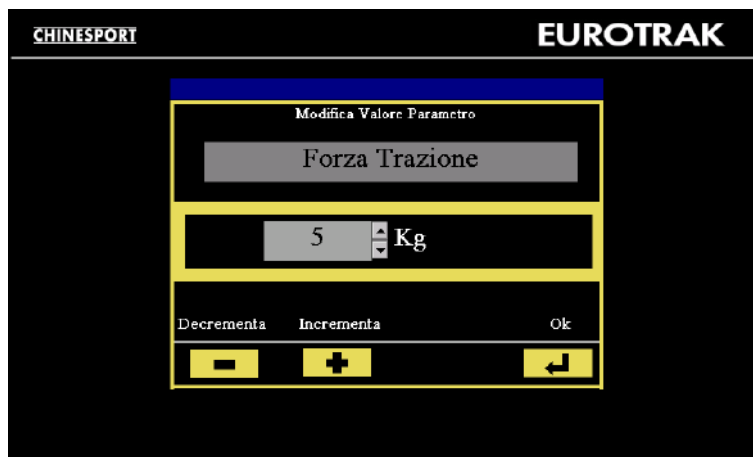 CHINESPORT
EUROTRAK
Modifica Valore Parametro
Forza Trazione
5 Kg
Decrementa Incrementa Ok